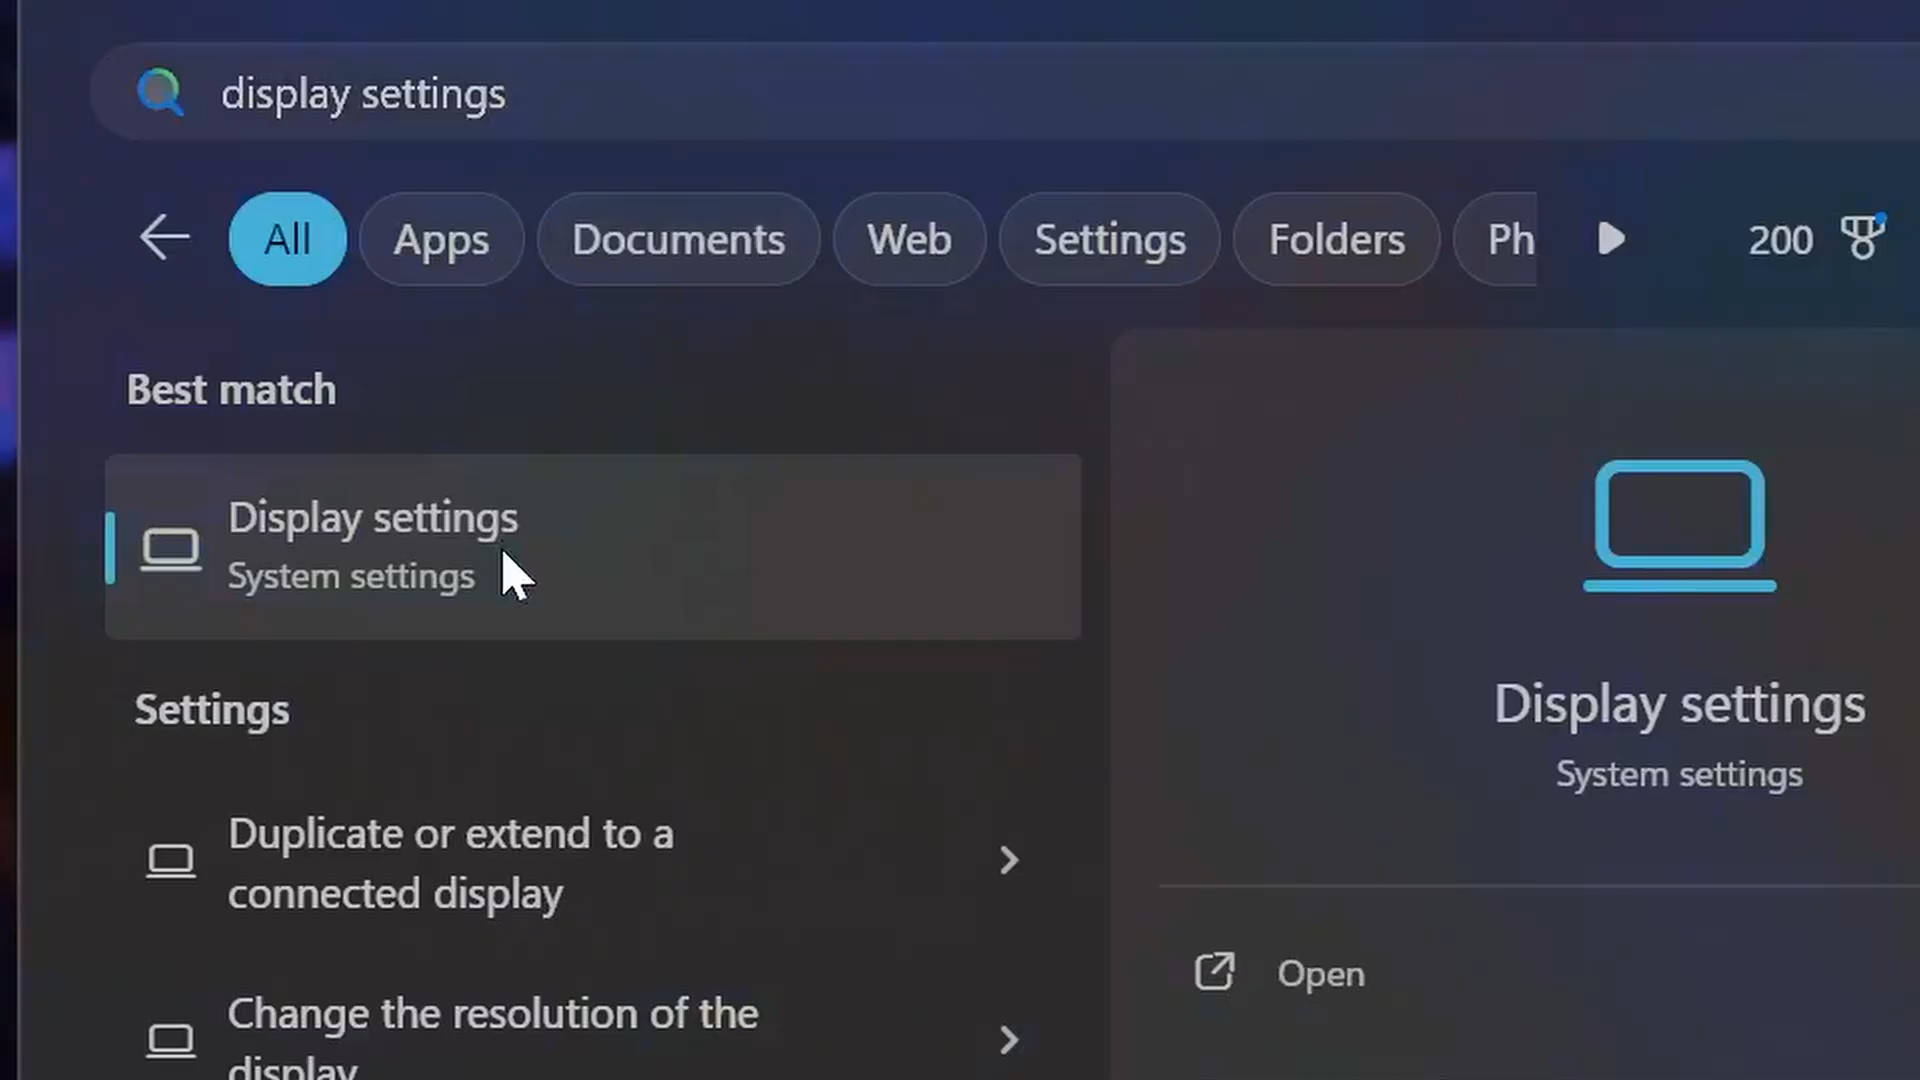 display settings
All
Apps
Documents
Web
Settings
Folders
Ph
200
Best match
Display settings
System settings
Settings
Duplicate or extend to a
connected display
Change the resolution of the
display
Display settings
System settings
Open